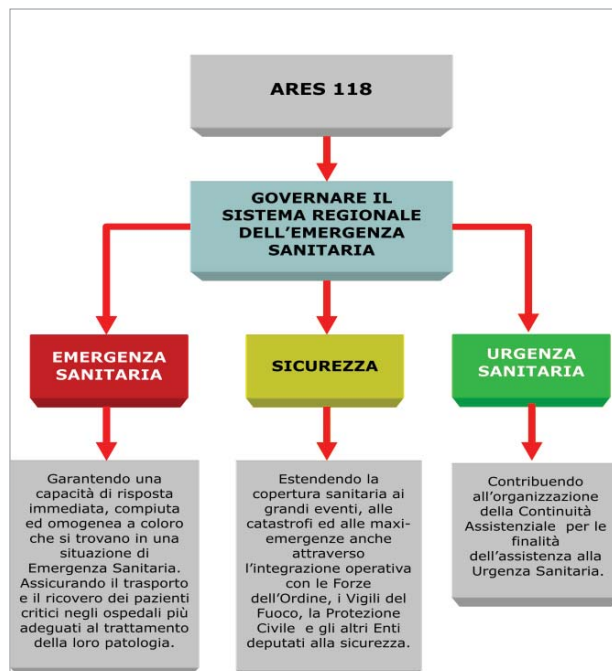 ARES 118
GOVERNARE IL
SISTEMA REGIONALE
DELL’EMERGENZA
SANITARIA
EMERGENZA
SANITARIA
SICUREZZA
URGENZA
SANITARIA
Garantendo una
capacità di risposta
immediata, compiuta
ed omogenea a coloro
che si trovano in una
situazione di
Emergenza Sanitaria.
Assicurando il trasporto
e il ricovero dei pazienti
critici negli ospedali più
adeguati al trattamento
della loro patologia.
Estendendo la
copertura sanitaria ai
grandi eventi, alle
catastrofi ed alle maxi-
emergenze anche
attraverso
l’integrazione operativa
con le Forze
dell’Ordine, i Vigili del
Fuoco, la Protezione
Civile e gli altri Enti
deputati alla sicurezza.
Contribuendo
all’organizzazione
della Continuità
Assistenziale per le
finalità
dell’assistenza alla
Urgenza Sanitaria.